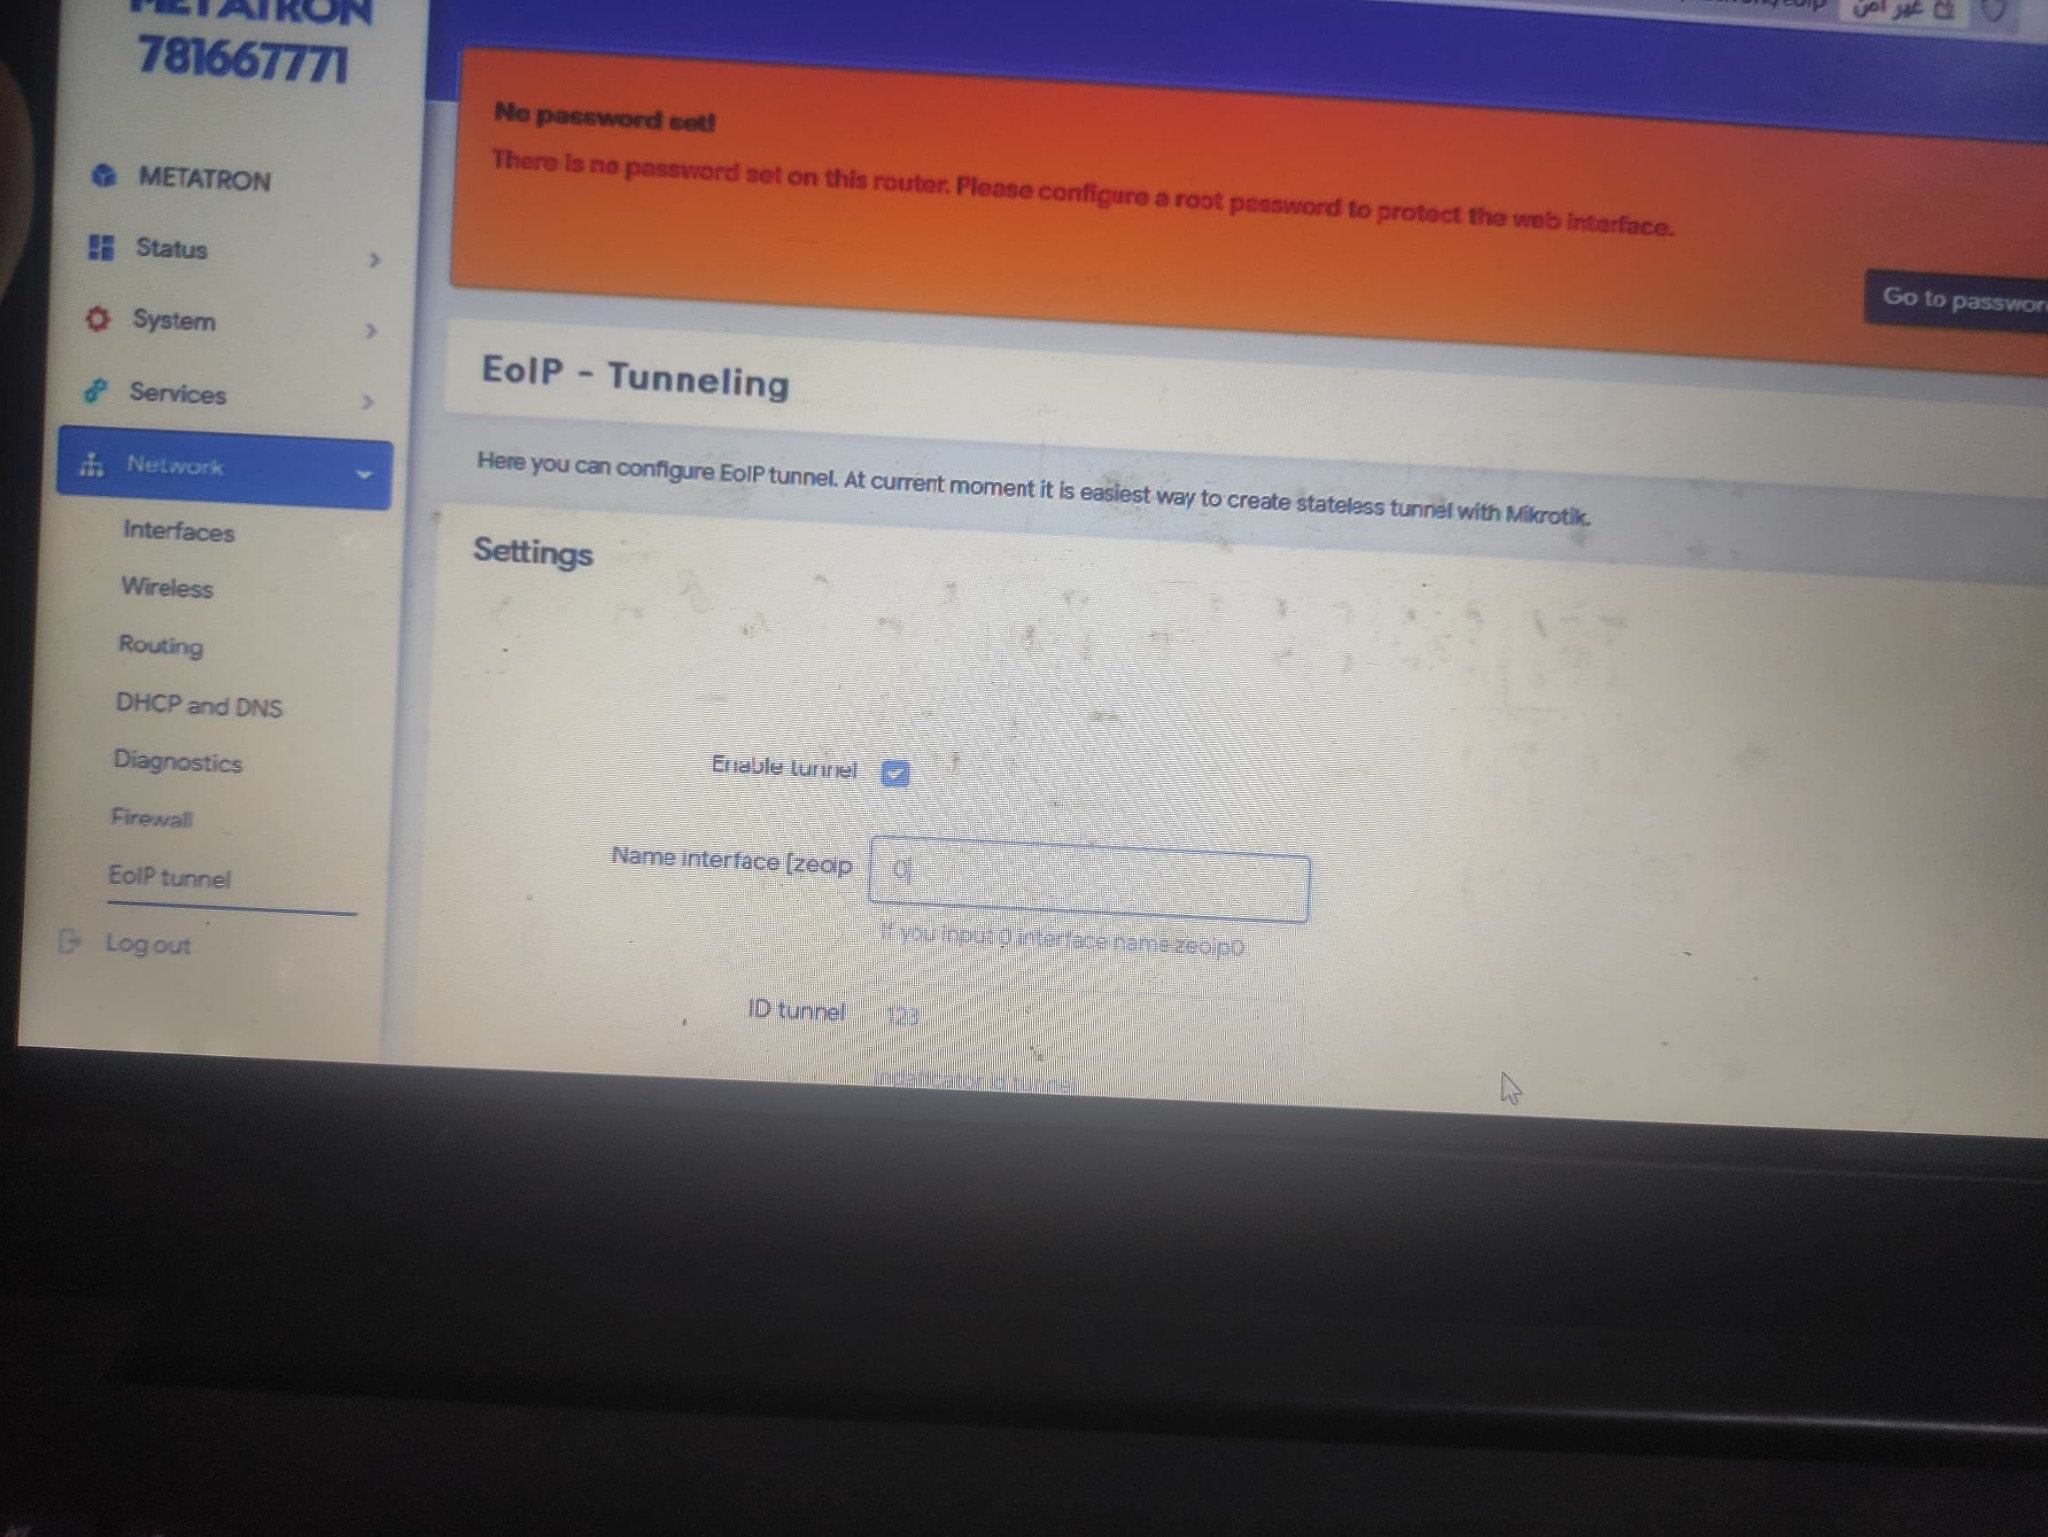 METATRON
781667771
غير آمن
METATRON
Status
System
Services
Network
Interfaces
Wireless
Routing
DHCP and DNS
Diagnostics
Firewall
EoIP tunnel
Log out
No password set!
There is no password set on this router. Please configure a root password to protect the web interface.
Go to
EoIP - Tunneling
Here you can configure EoIP tunnel. At current moment it is easiest way to create stateless tunnel with Mikrotik.
Settings
Enable tunnel
Name interface [zeoip
0
If you input 0 interface name zeoip0
ID tunnel
123
id tunnel